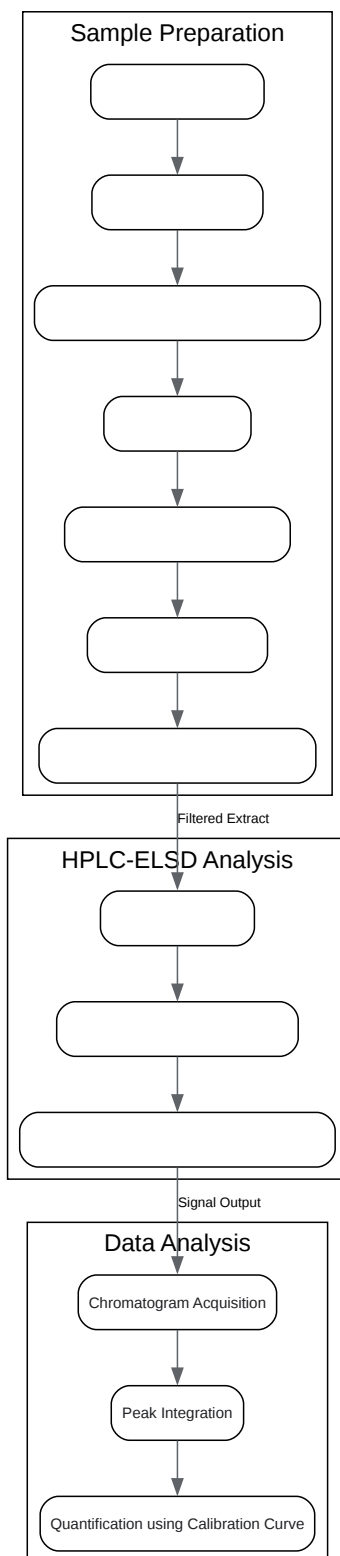 Sample Preparation
Filtered Extract
HPLC-ELSD Analysis
Signal Output
Data Analysis
Chromatogram Acquisition
Peak Integration
Quantification using Calibration Curve